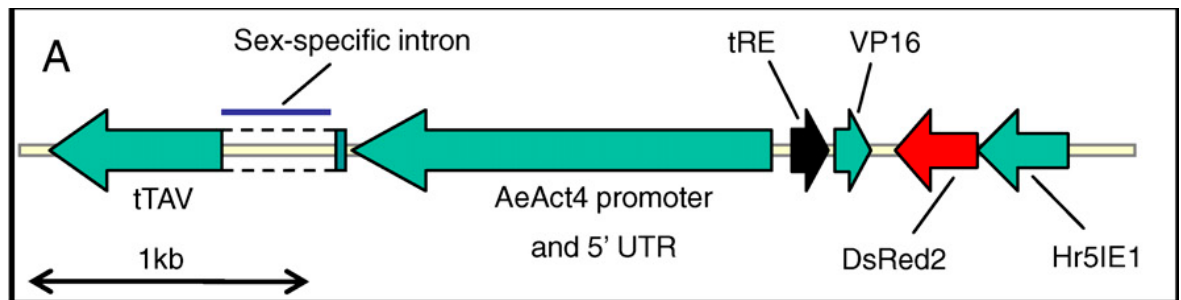 A
Sex-specific intron
tRE
VP16
tTAV
AeAct4 promoter
and 5’ UTR
DsRed2
Hr5IE1
1kb